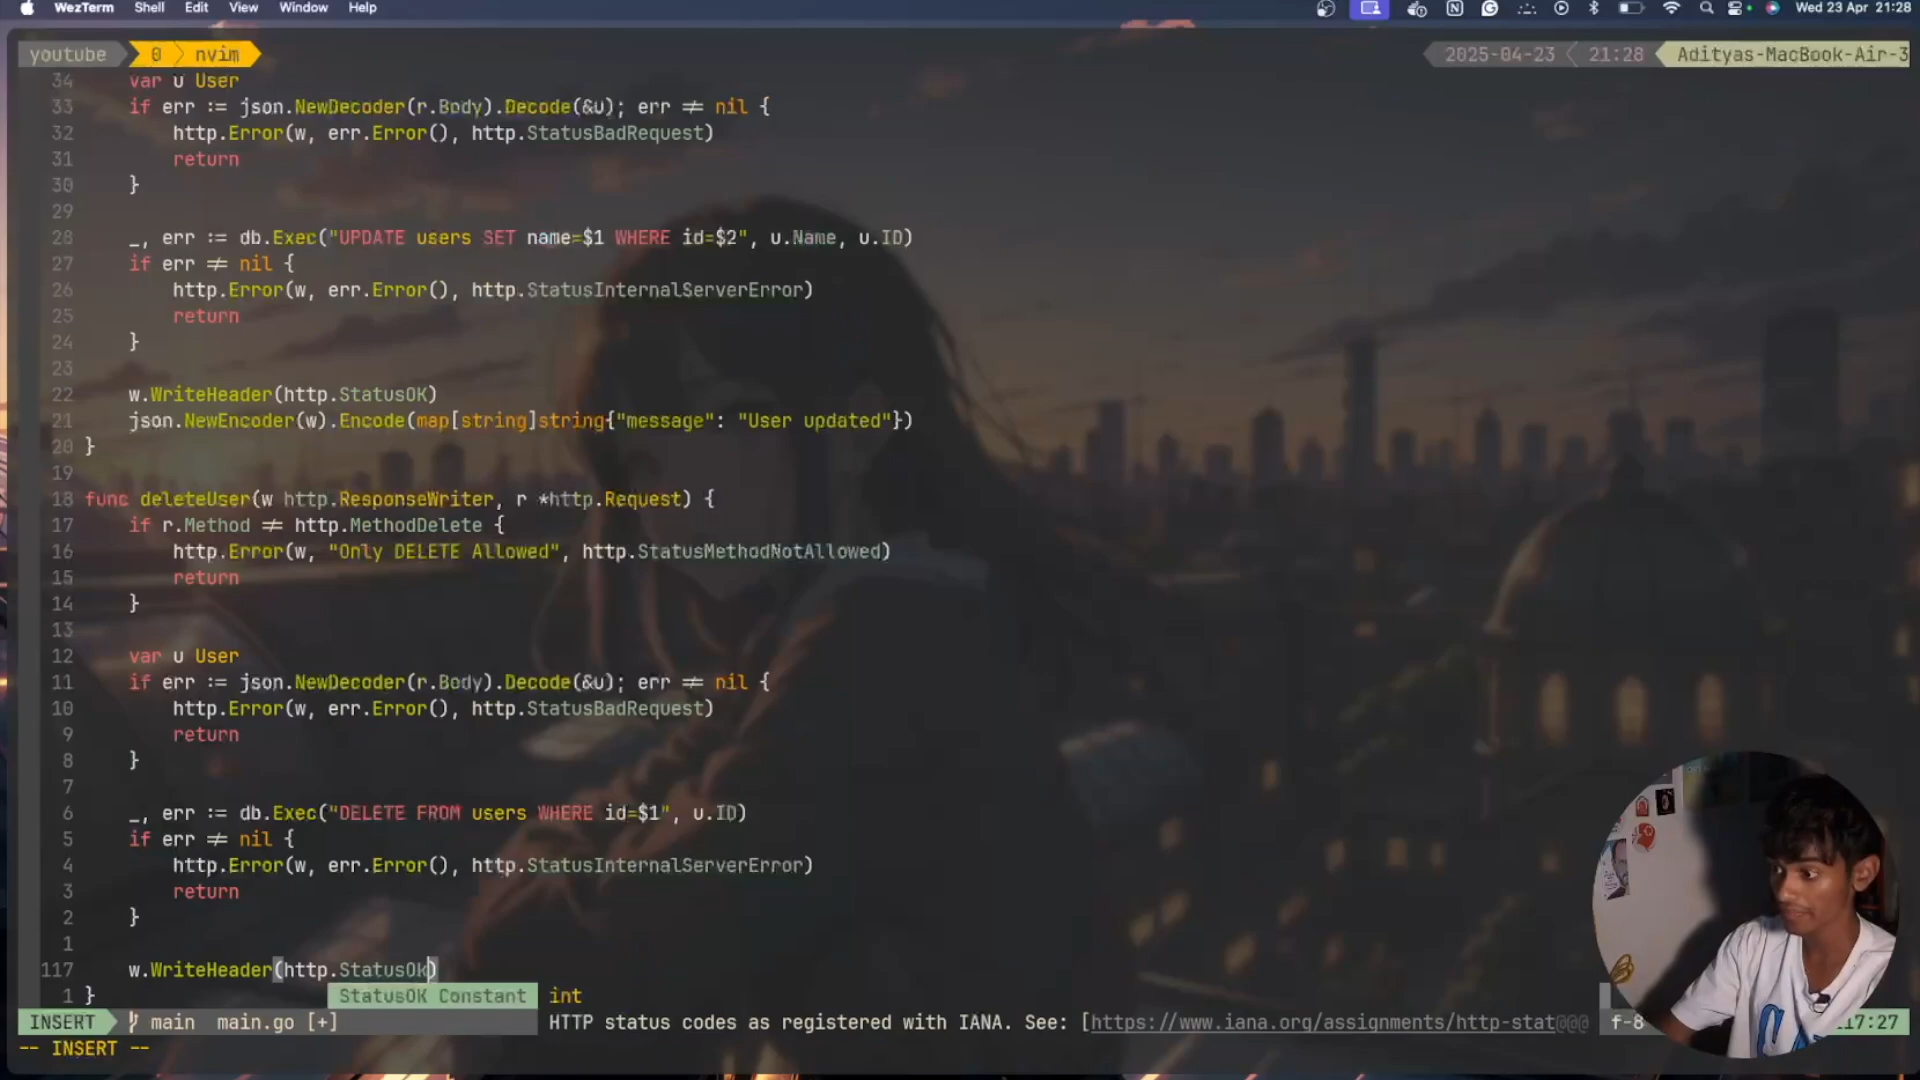 WezTerm Shell Edit View Window Help Wed 23 Apr 21:28
youtube 0 nvim 2025-04-23 21:28 Adityas-MacBook-Air-3
34 var u User
33 if err := json.NewDecoder(r.Body).Decode(&u); err ≠ nil {
32 http.Error(w, err.Error(), http.StatusBadRequest)
31 return
30 }
29
28 _, err := db.Exec("UPDATE users SET name=$1 WHERE id=$2", u.Name, u.ID)
27 if err ≠ nil {
26 http.Error(w, err.Error(), http.StatusInternalServerError)
25 return
24 }
23
22 w.WriteHeader(http.StatusOK)
21 json.NewEncoder(w).Encode(map[string]string{"message": "User updated"})
20 }
19
18 func deleteUser(w http.ResponseWriter, r *http.Request) {
17 if r.Method ≠ http.MethodDelete {
16 http.Error(w, "Only DELETE Allowed", http.StatusMethodNotAllowed)
15 return
14 }
13
12 var u User
11 if err := json.NewDecoder(r.Body).Decode(&u); err ≠ nil {
10 http.Error(w, err.Error(), http.StatusBadRequest)
9 return
8 }
7
6 _, err := db.Exec("DELETE FROM users WHERE id=$1", u.ID)
5 if err ≠ nil {
4 http.Error(w, err.Error(), http.StatusInternalServerError)
3 return
2 }
1
117 w.WriteHeader(http.StatusOk)
1 } StatusOK Constant int
INSERT main main.go [+] HTTP status codes as registered with IANA. See: [https://www.iana.org/assignments/http-stat@@@ f-8 17:27
-- INSERT --